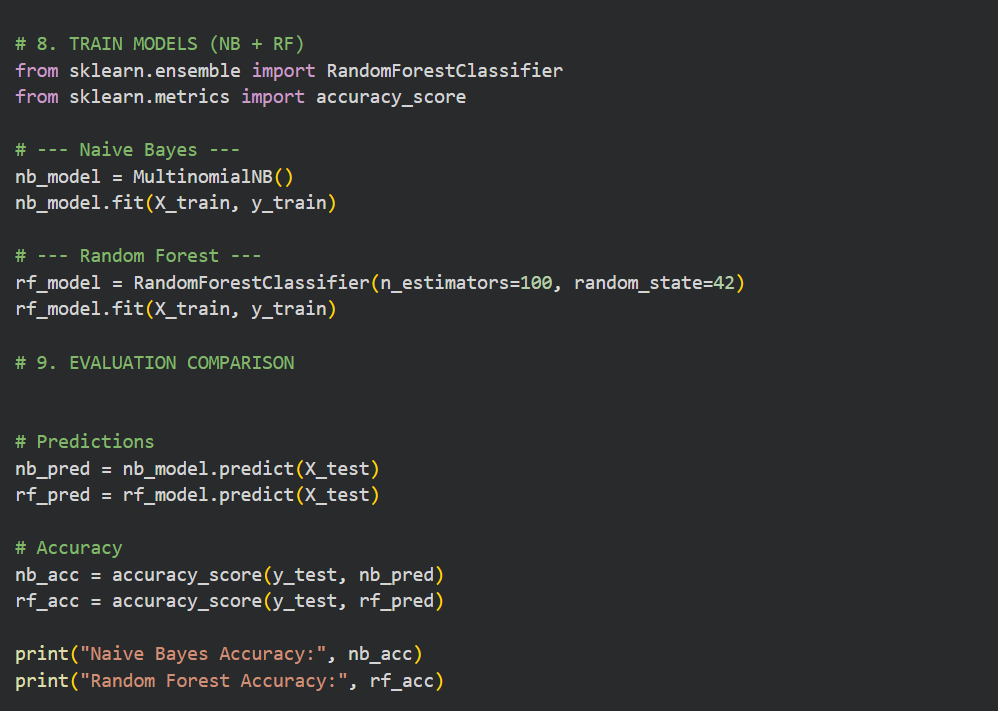 # 8. TRAIN MODELS (NB + RF)
from sklearn.ensemble import RandomForestClassifier
from sklearn.metrics import accuracy_score
# --- Naive Bayes ---
nb_model = MultinomialNB()
nb_model.fit(X_train, y_train)
# --- Random Forest ---
rf_model = RandomForestClassifier(n_estimators=100, random_state=42)
rf_model.fit(X_train, y_train)
# 9. EVALUATION COMPARISON
# Predictions
nb_pred = nb_model.predict(X_test)
rf_pred = rf_model.predict(X_test)
# Accuracy
nb_acc = accuracy_score(y_test, nb_pred)
rf_acc = accuracy_score(y_test, rf_pred)
print("Naive Bayes Accuracy:", nb_acc)
print("Random Forest Accuracy:", rf_acc)